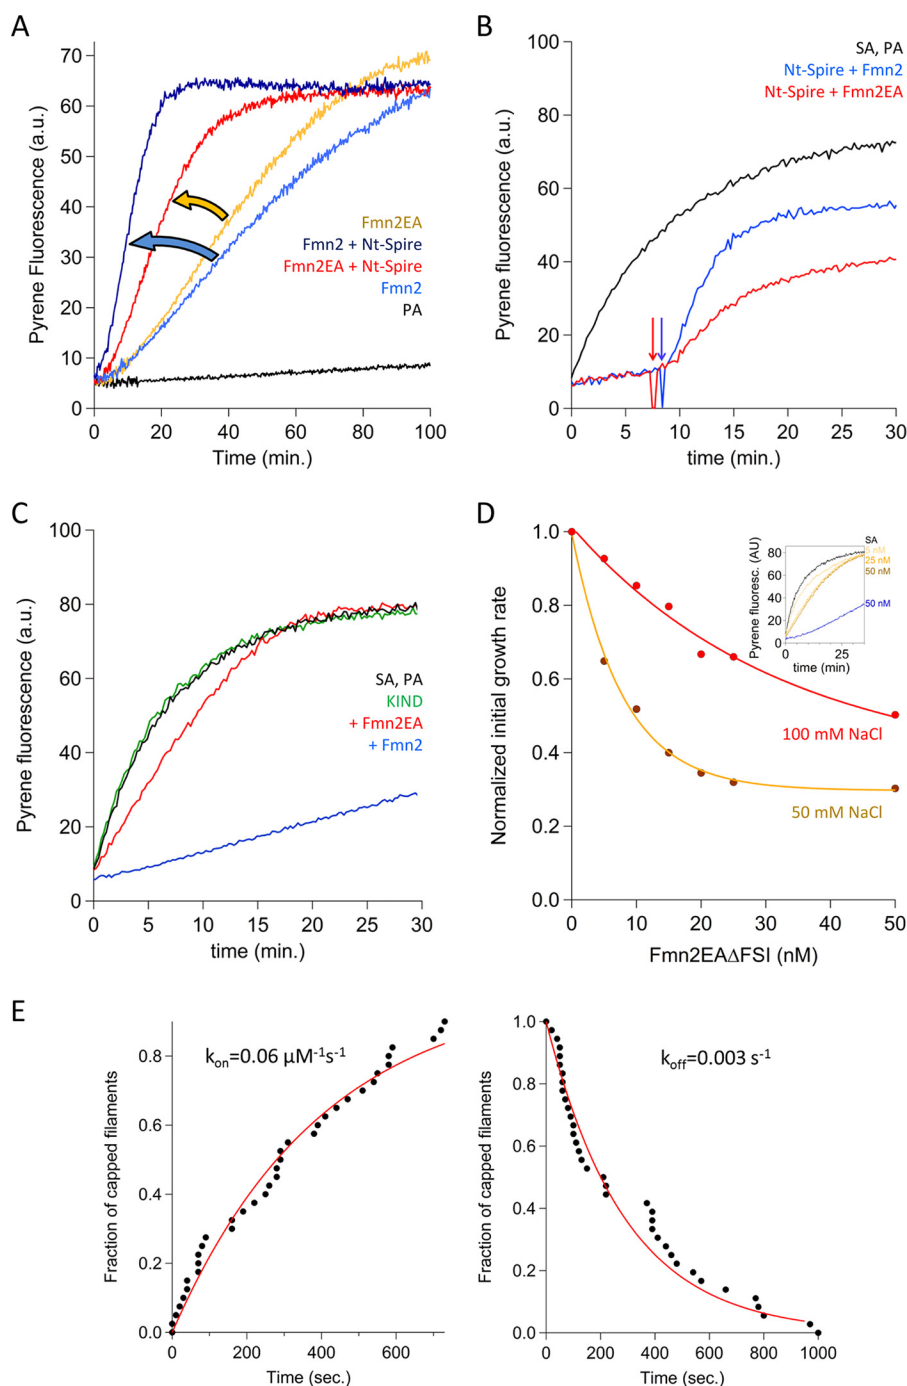 A
Pyrene Fluorescence (a.u.)
70
60
50
40
30
20
10
0
Fmn2EA
Fmn2 + Nt-Spire
Fmn2EA + Nt-Spire
Fmn2
PA
0 20 40 60 80 100
Time (min.)
B
Pyrene fluorescence (a.u.)
100
80
60
40
20
0
SA, PA
Nt-Spire + Fmn2
Nt-Spire + Fmn2EA
0 5 10 15 20 25 30
time (min.)
C
Pyrene fluorescence (a.u.)
100
80
60
40
20
0
SA, PA
KIND
+ Fmn2EA
+ Fmn2
0 5 10 15 20 25 30
time (min.)
D
Normalized initial growth rate
1.0
0.8
0.6
0.4
0.2
0.0
Pyrene fluoresc. (AU)
80
60
40
20
0
SA
25 nM
50 nM
50 nM
0 25
time (min)
100 mM NaCl
50 mM NaCl
0 10 20 30 40 50
Fmn2EAΔFSI (nM)
E
Fraction of capped filaments
0.8
0.6
0.4
0.2
0.0
kon=0.06 μM-1s-1
0 200 400 600
Time (sec.)
Fraction of capped filaments
1.0
0.8
0.6
0.4
0.2
0.0
koff=0.003 s-1
0 200 400 600 800 1000
Time (sec.)